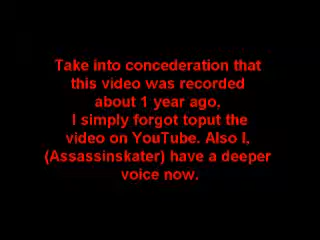 Take into concederation that
this video was recorded
about 1 year ago.
I simply forgot toput the
video on YouTube. Also I,
(Assassinskater) have a deeper
voice now.